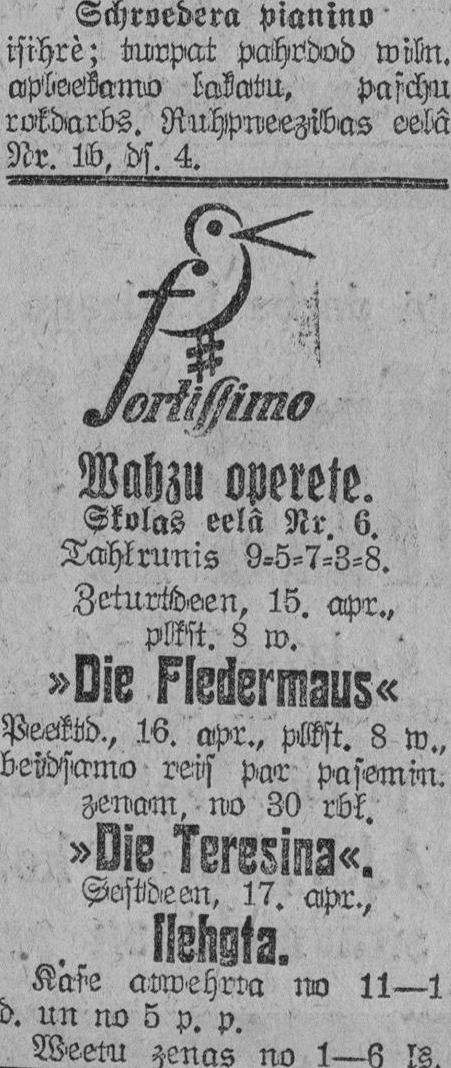 Schroedera pianino
isihrè; turpat pahrdod wiln.
apleekamo lakatu, paschu
rokdarbs. Ruhpneezibas eelâ
Nr. 1b, ds. 4.
fortissimo
Wahzu operete.
Skolas eelâ Nr. 6.
Tahlrunis 9-5-7-3-8.
Zeturtdeen, 15. apr.,
plkst. 8 w.
»Die Fledermaus«
Peektd., 16. apr., plkst. 8 w.,
beidsamo reis par pasemin.
zenam, no 30 rbl.
»Die Teresina«.
Sestdeen, 17. apr.,
slehgta.
Kase atwehrta no 11—1
d. un no 5 p. p.
Weetu zenas no 1—6 ls.